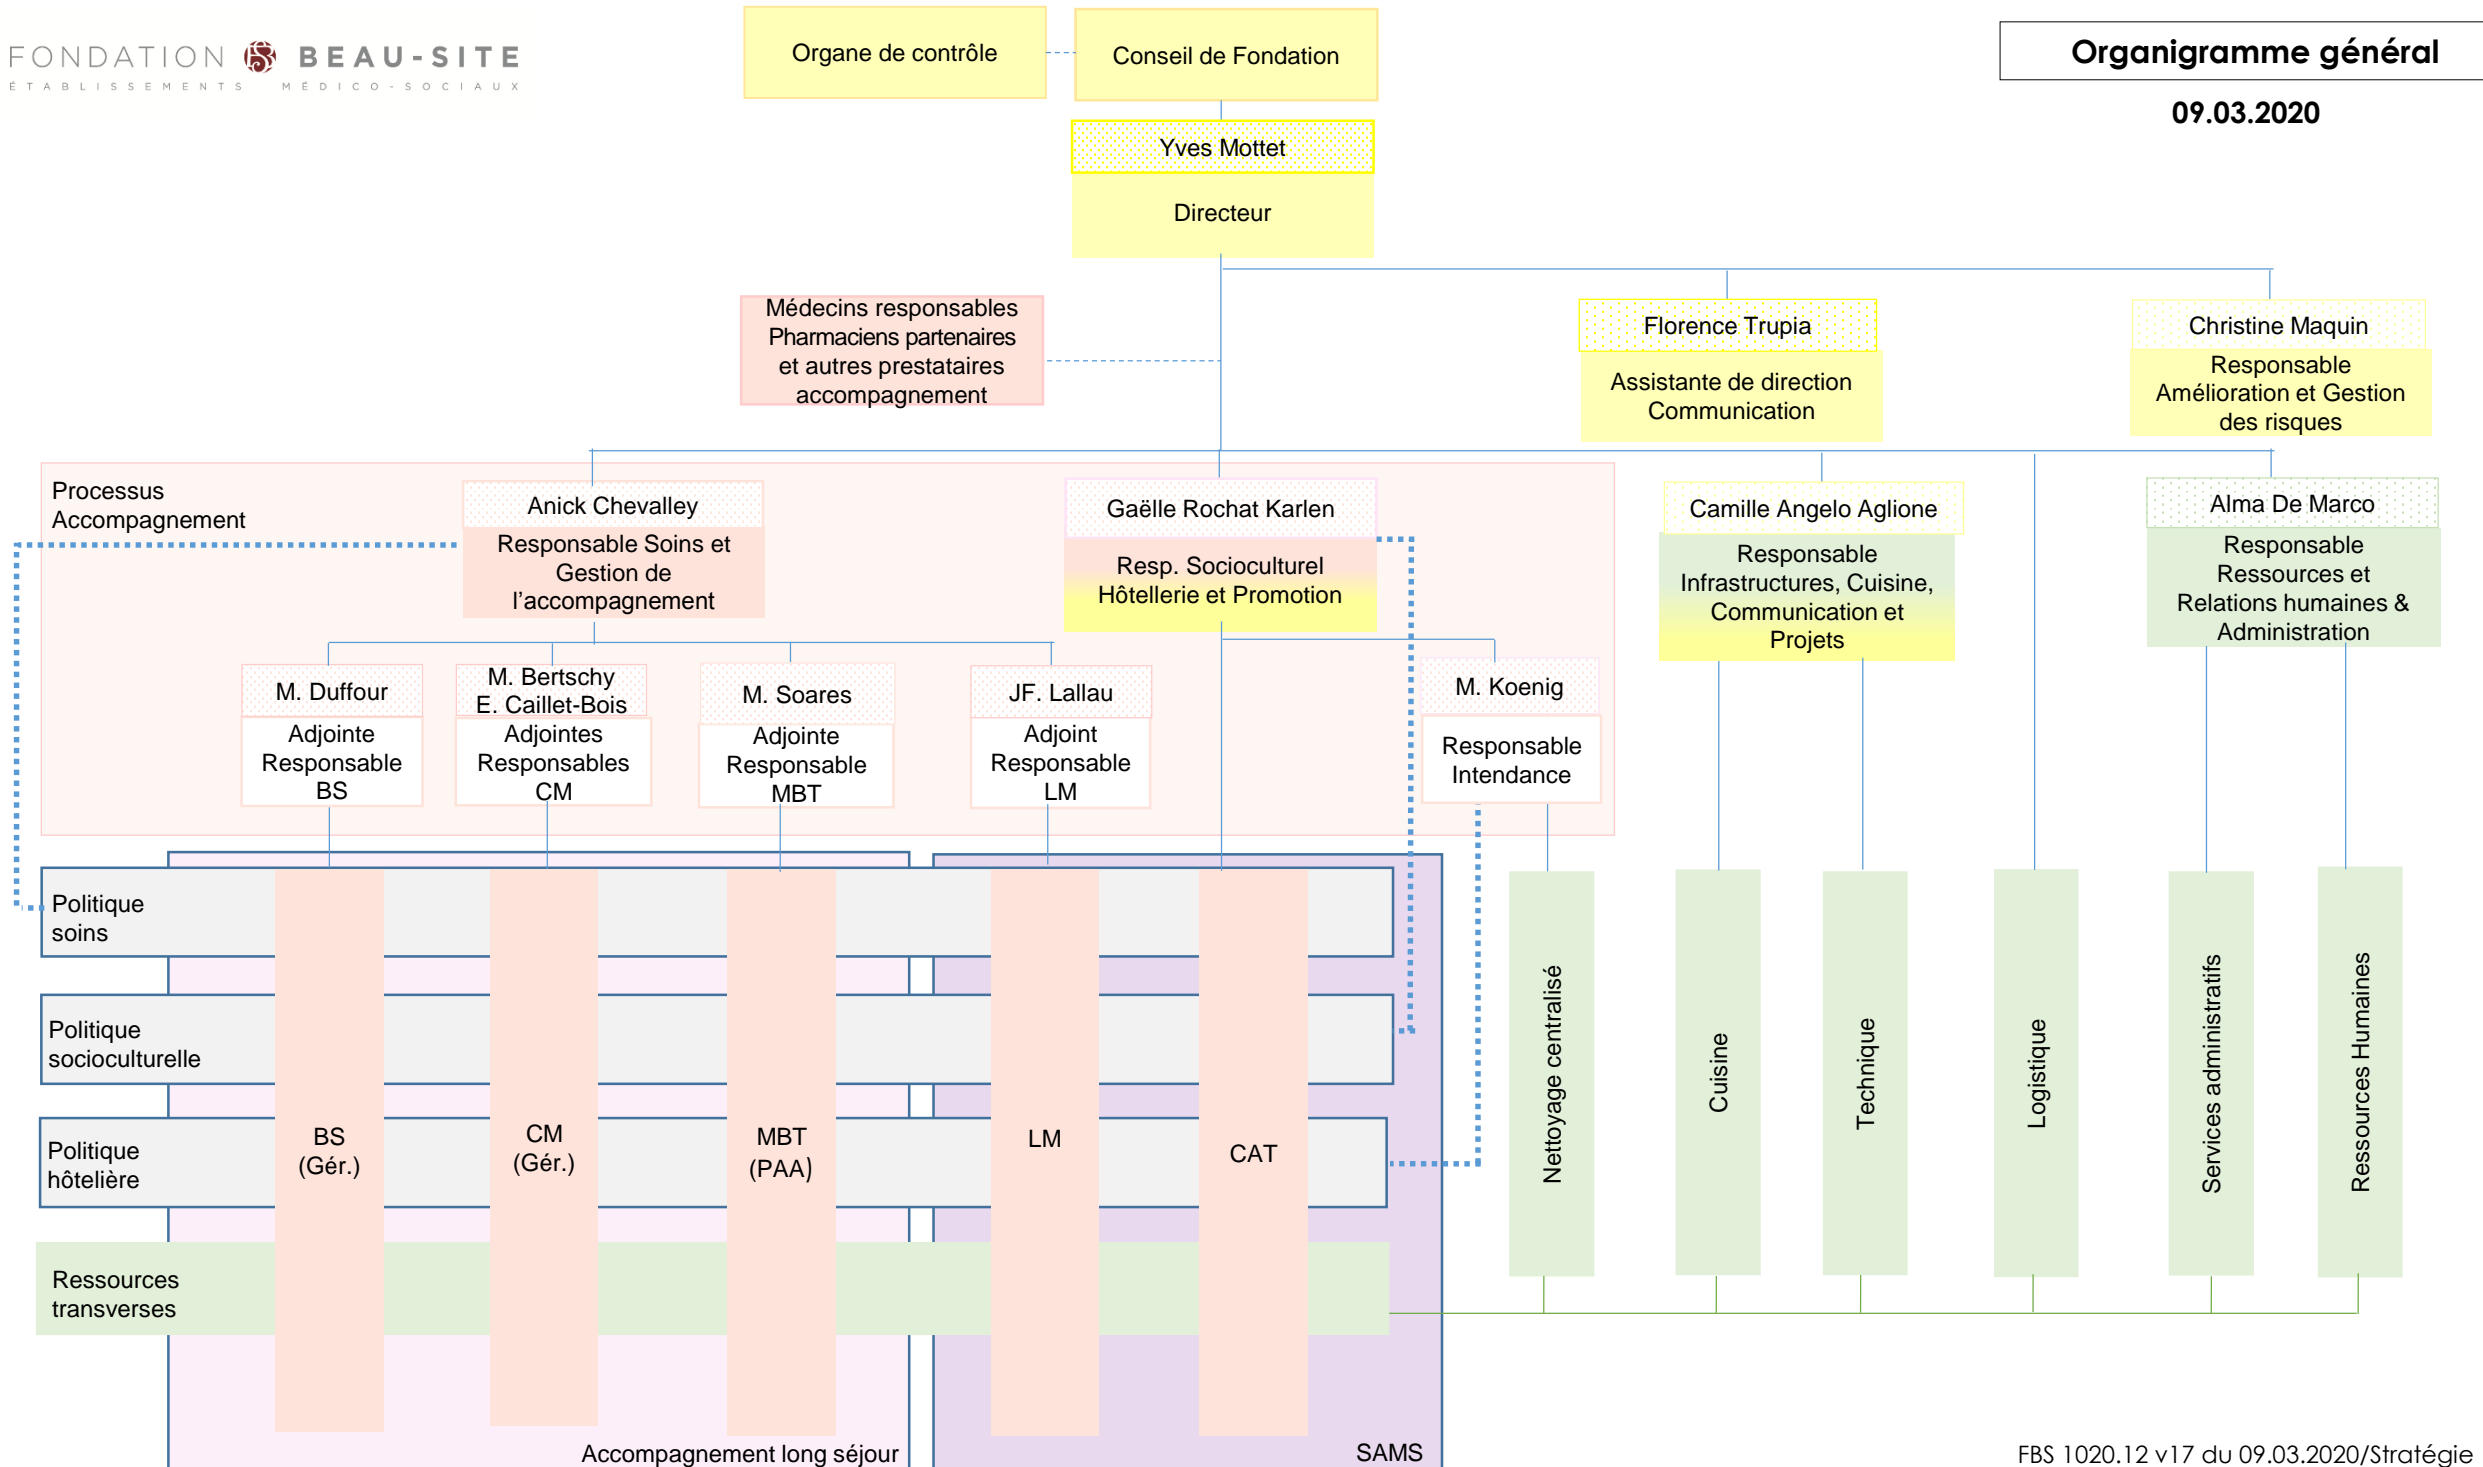 FONDATION BEAU-SITE
ÉTABLISSEMENTS MÉDICO-SOCIAUX
Organe de contrôle
Conseil de Fondation
Organigramme général
09.03.2020
Yves Mottet
Directeur
Médecins responsables
Pharmaciens partenaires
et autres prestataires
accompagnement
Florence Trupia
Assistante de direction
Communication
Christine Maquin
Responsable
Amélioration et Gestion
des risques
Processus
Accompagnement
Anick Chevalley
Responsable Soins et
Gestion de
l’accompagnement
Gaëlle Rochat Karlen
Resp. Socioculturel
Hôtellerie et Promotion
Camille Angelo Aglione
Responsable
Infrastructures, Cuisine,
Communication et
Projets
Alma De Marco
Responsable
Ressources et
Relations humaines &
Administration
M. Duffour
Adjointe
Responsable
BS
M. Bertschy
E. Caillet-Bois
Adjointes
Responsables
CM
M. Soares
Adjointe
Responsable
MBT
JF. Lallau
Adjoint
Responsable
LM
M. Koenig
Responsable
Intendance
Politique
soins
Politique
socioculturelle
Politique
hôtelière
Ressources
transverses
BS
(Gér.)
CM
(Gér.)
MBT
(PAA)
LM
CAT
Nettoyage centralisé
Cuisine
Technique
Logistique
Services administratifs
Ressources Humaines
Accompagnement long séjour
SAMS
FBS 1020.12 v17 du 09.03.2020/Stratégie